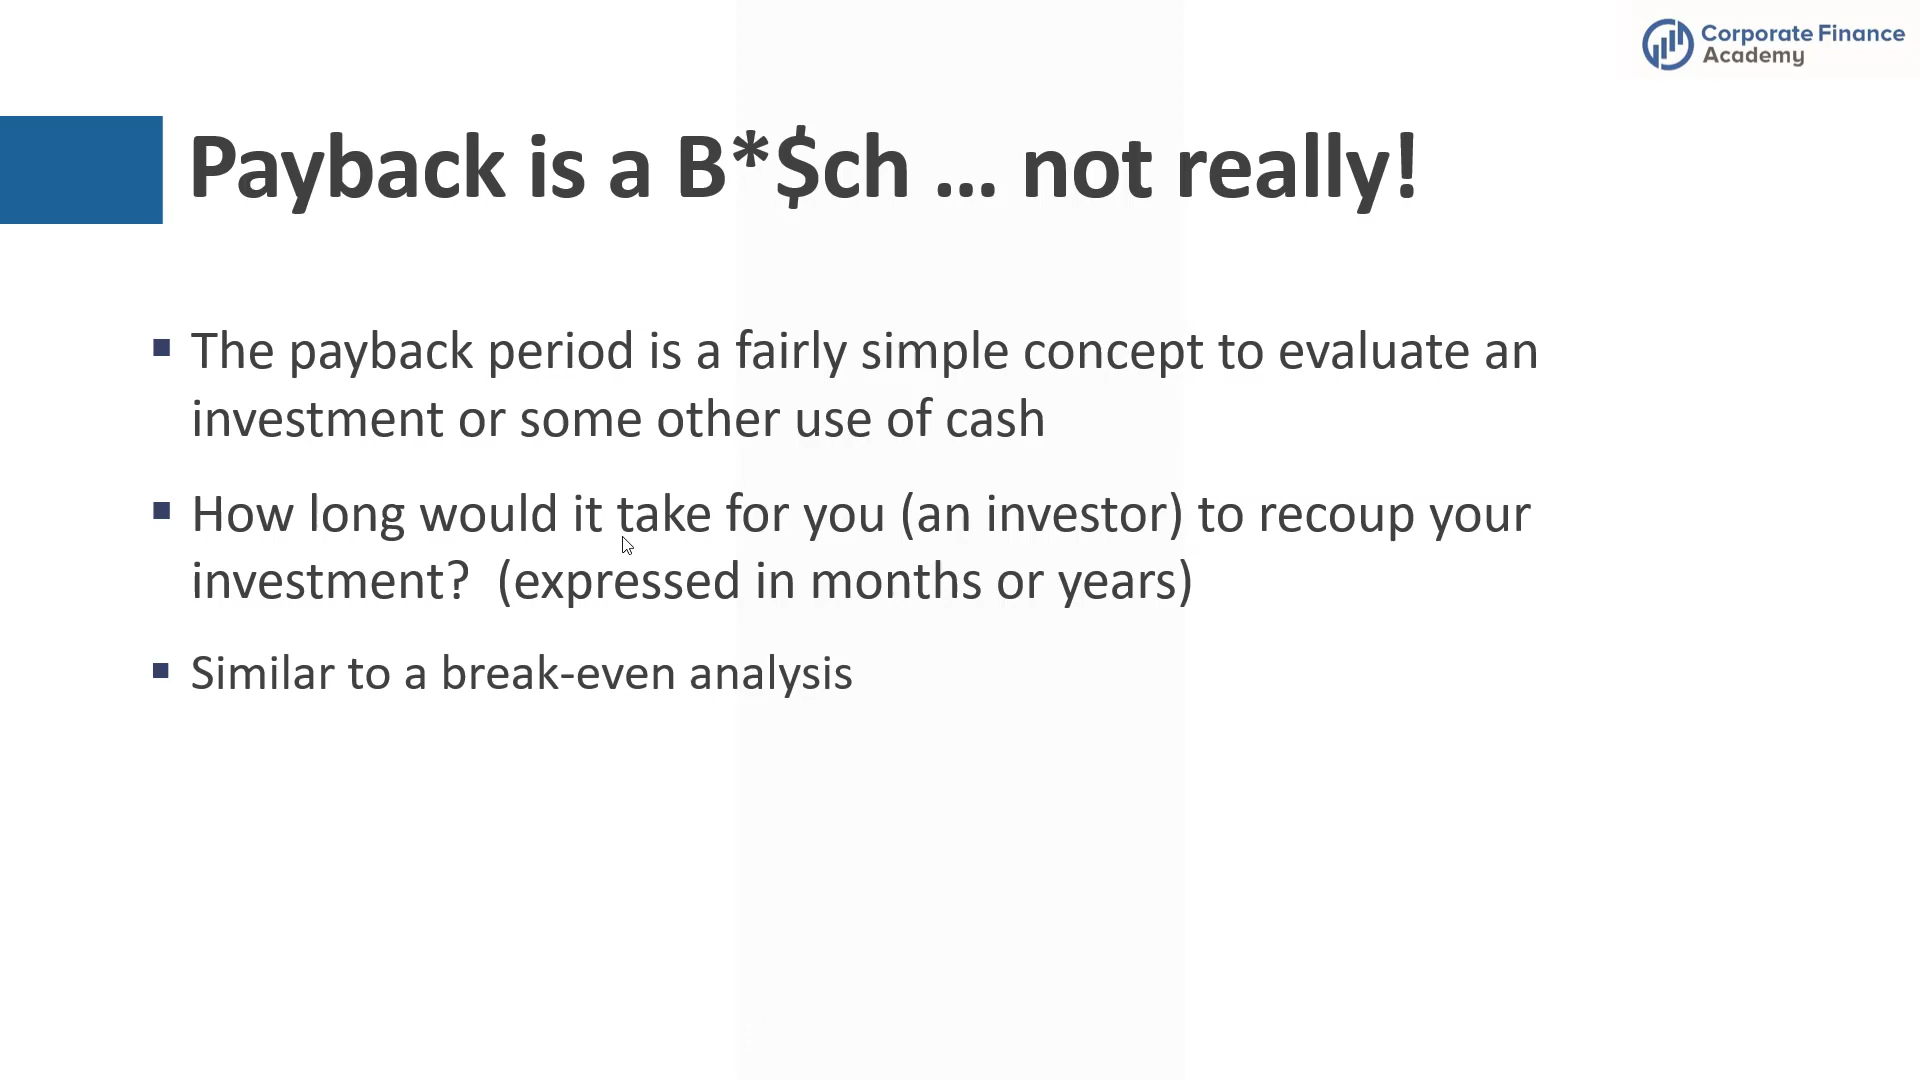 Corporate Finance
Academy
Payback is a B*$ch ... not really!
▪ The payback period is a fairly simple concept to evaluate an
investment or some other use of cash
▪ How long would it take for you (an investor) to recoup your
investment?  (expressed in months or years)
▪ Similar to a break-even analysis